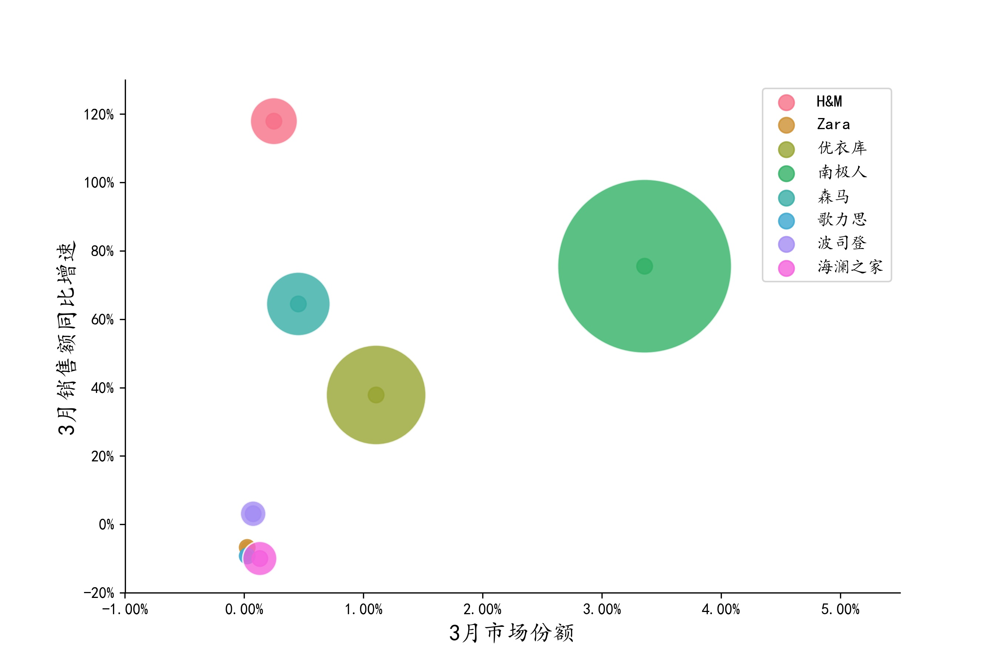 120%
100%
80%
60%
40%
20%
0%
-20%
3月销售额同比增速
-1.00%
0.00%
1.00%
2.00%
3.00%
4.00%
5.00%
3月市场份额
H&M
Zara
优衣库
南极人
森马
歌力思
波司登
海澜之家